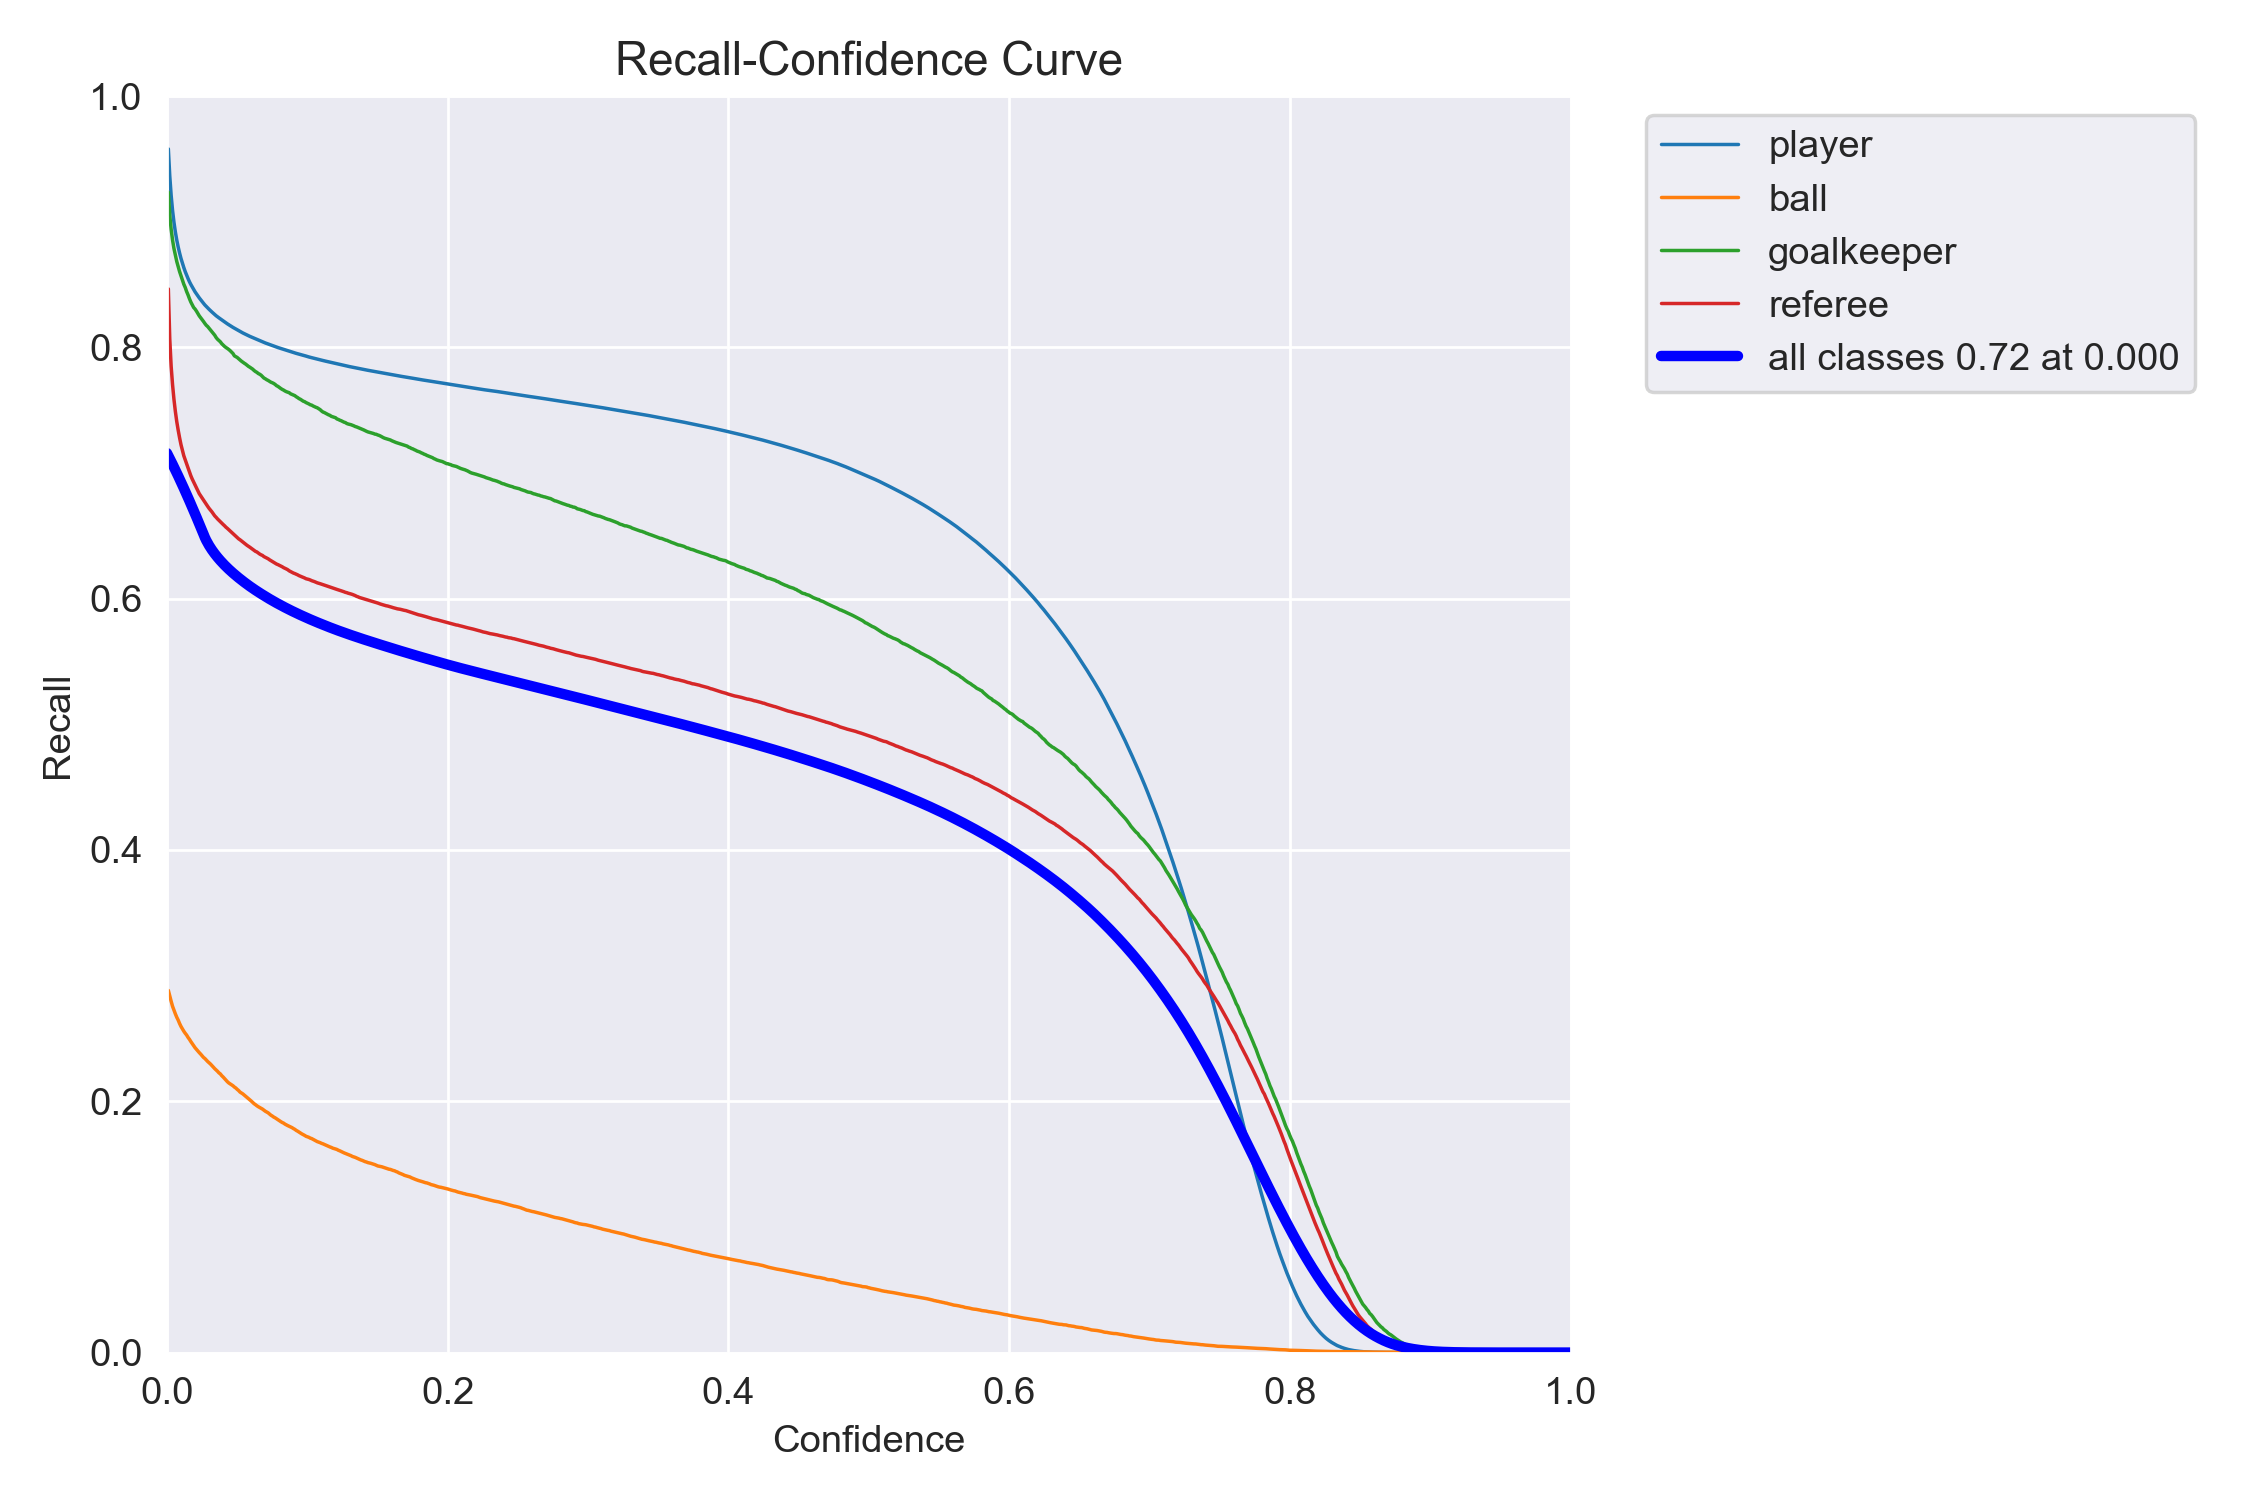 Recall-Confidence Curve
1.0
0.8
0.6
0.4
0.2
0.0
Recall
0.0 0.2 0.4 0.6 0.8 1.0
Confidence
player
ball
goalkeeper
referee
all classes 0.72 at 0.000